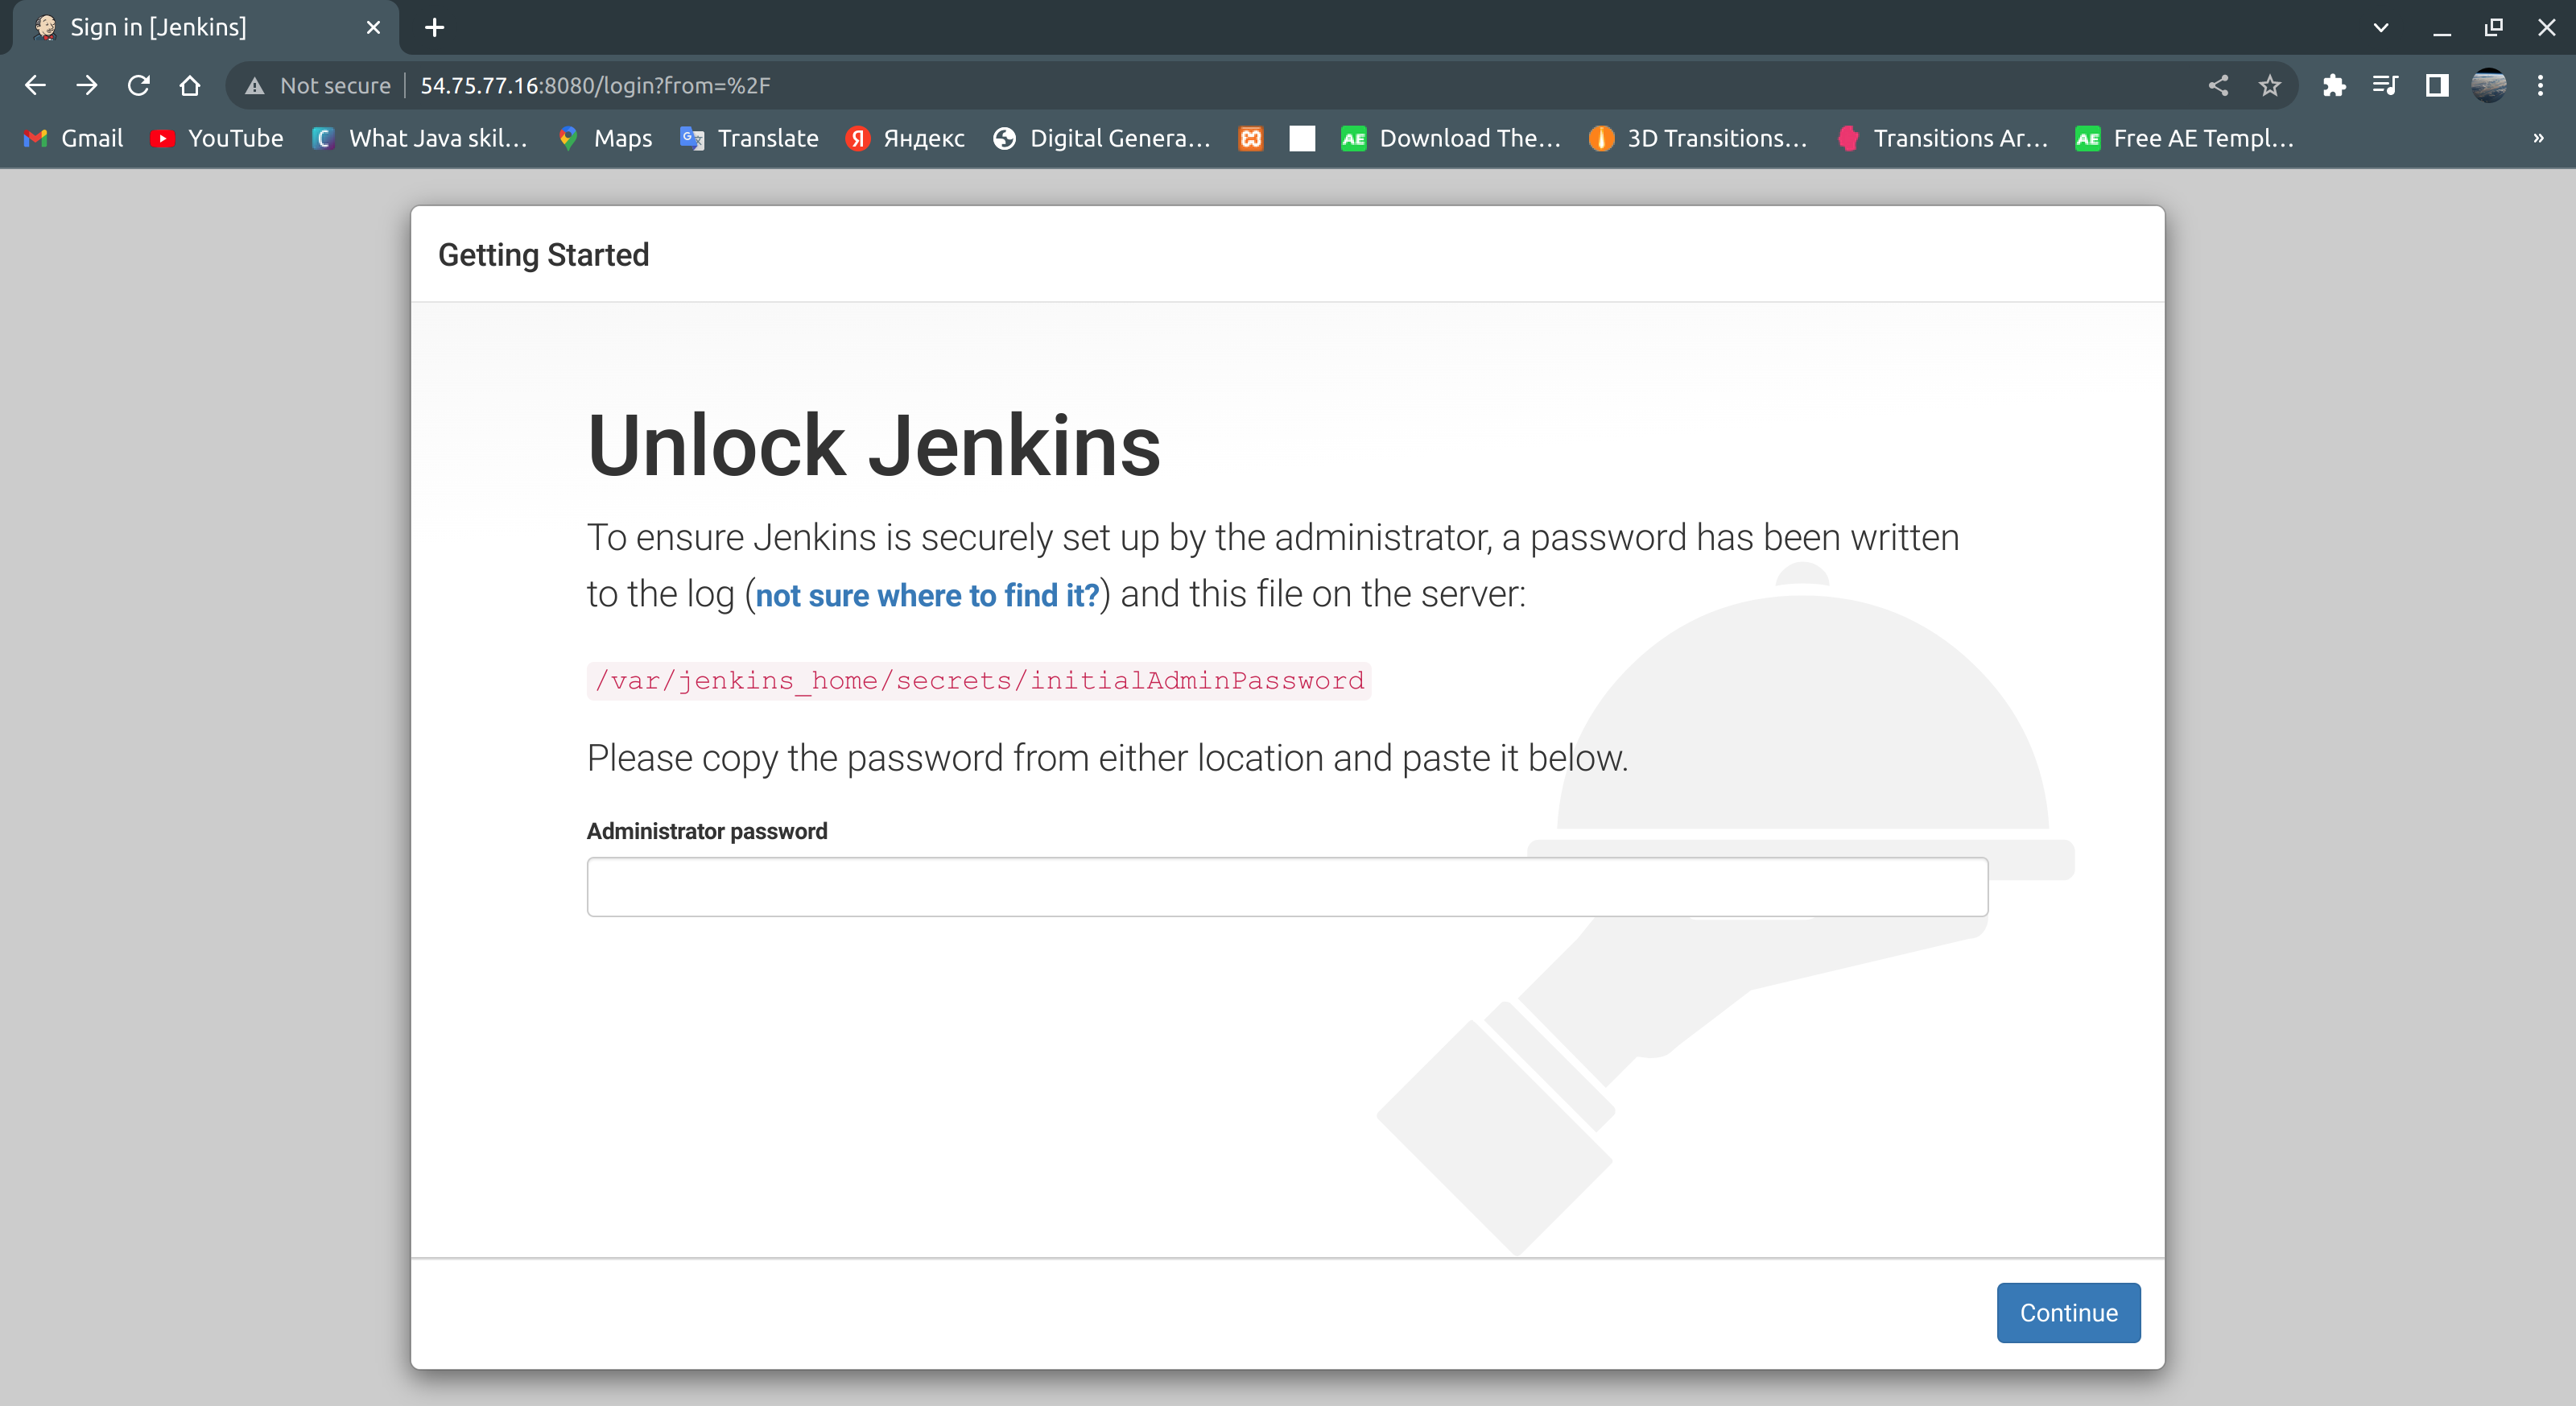 Sign in [Jenkins]
Not secure 54.75.77.16:8080/login?from=%2F
Gmail YouTube What Java skil... Maps Translate Яндекс Digital Genera... Download The... 3D Transitions... Transitions Ar... Free AE Templ... »
Getting Started
Unlock Jenkins
To ensure Jenkins is securely set up by the administrator, a password has been written
to the log (not sure where to find it?) and this file on the server:
/var/jenkins_home/secrets/initialAdminPassword
Please copy the password from either location and paste it below.
Administrator password
Continue